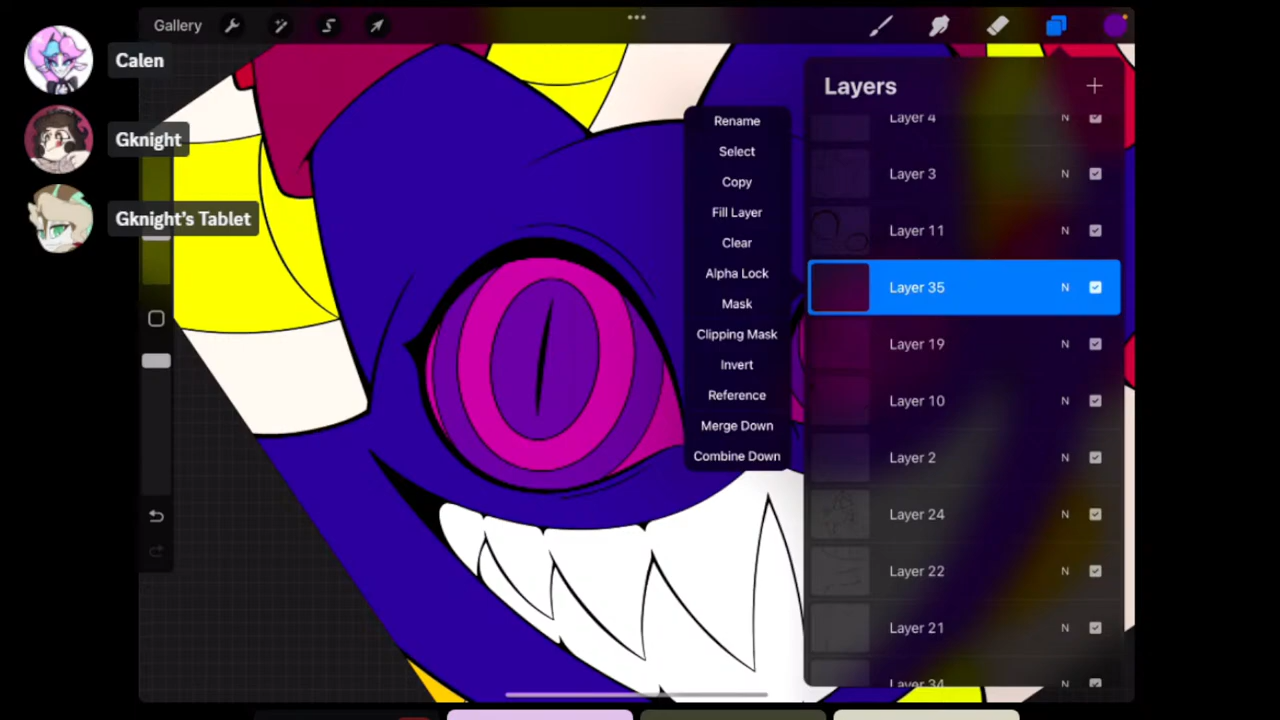 Gallery
Calen
Gknight
Gknight's Tablet
Layers
Rename
Select
Copy
Fill Layer
Clear
Alpha Lock
Mask
Clipping Mask
Invert
Reference
Merge Down
Combine Down
Layer 4 N
Layer 3 N
Layer 11 N
Layer 35 N
Layer 19 N
Layer 10 N
Layer 2 N
Layer 24 N
Layer 22 N
Layer 21 N
Layer 34 N